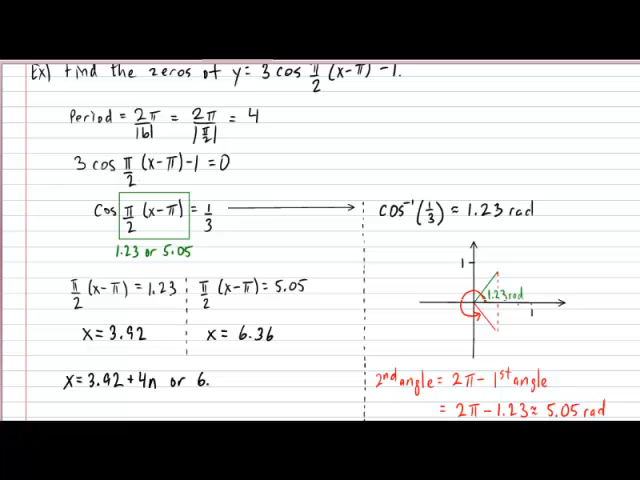 Ex) Find the zeros of y = 3 cos π/2 (x-π) -1.
Period = 2π/|b| = 2π/|π/2| = 4
3 cos π/2 (x-π) -1 = 0
cos π/2 (x-π) = 1/3
1.23 or 5.05
π/2 (x-π) = 1.23
π/2 (x-π) = 5.05
x = 3.92
x = 6.36
x = 3.92 + 4n or 6.
cos⁻¹(1/3) ≈ 1.23 rad
1
1.23 rad
1
2nd angle = 2π - 1st angle
= 2π - 1.23 ≈ 5.05 rad